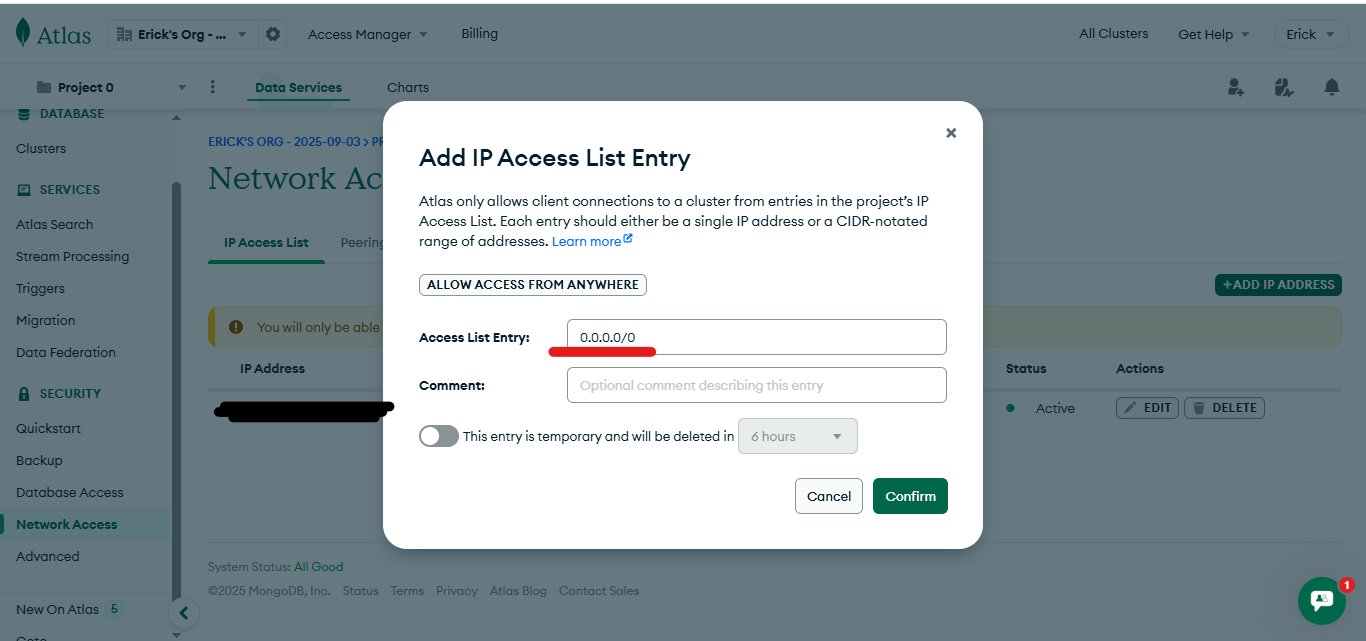 Atlas
Erick's Org - ...
Access Manager
Billing
All Clusters
Get Help
Erick
Project 0
Data Services
Charts
DATABASE
Clusters
SERVICES
Atlas Search
Stream Processing
Triggers
Migration
Data Federation
SECURITY
Quickstart
Backup
Database Access
Network Access
Advanced
New On Atlas 5
ERICK'S ORG - 2025-09-03 > PR
Network Ac
IP Access List
Peering
+ADD IP ADDRESS
You will only be able
IP Address
Status
Actions
Active
EDIT
DELETE
Add IP Access List Entry
Atlas only allows client connections to a cluster from entries in the project's IP
Access List. Each entry should either be a single IP address or a CIDR-notated
range of addresses. Learn more
ALLOW ACCESS FROM ANYWHERE
Access List Entry: 0.0.0.0/0
Comment: Optional comment describing this entry
This entry is temporary and will be deleted in 6 hours
Cancel
Confirm
System Status: All Good
©2025 MongoDB, Inc. Status Terms Privacy Atlas Blog Contact Sales
1